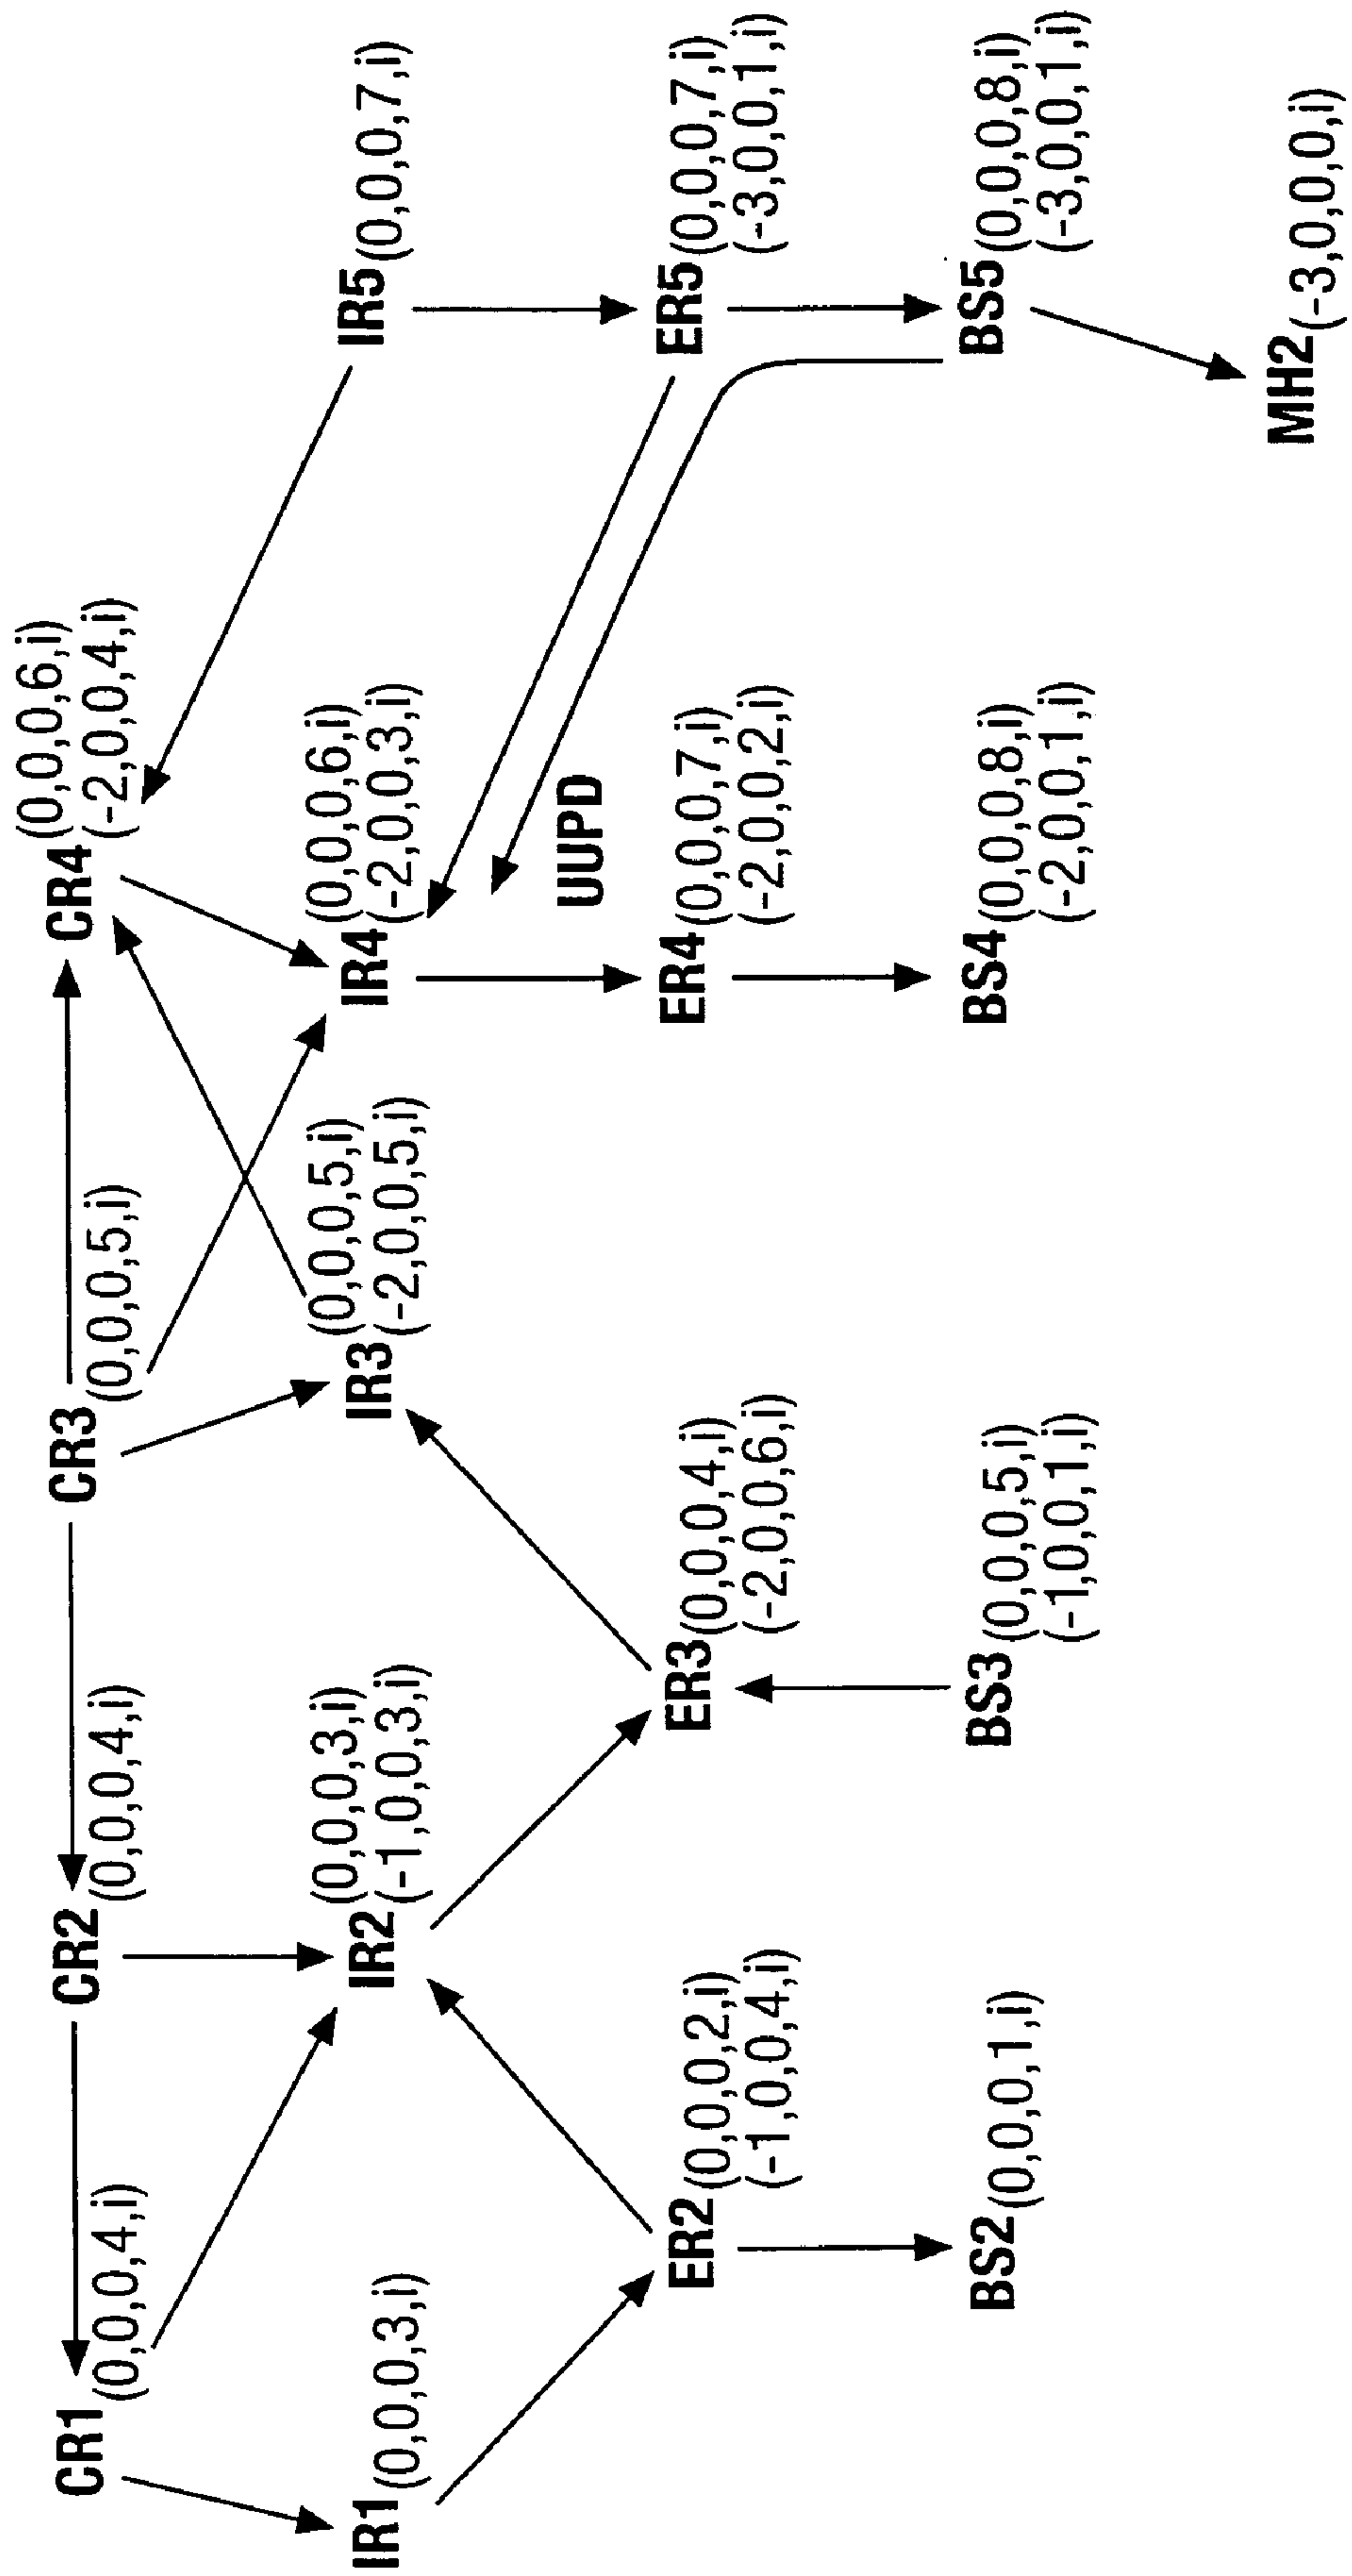 CR1 (0,0,0,4,i)
CR2 (0,0,0,4,i)
CR3 (0,0,0,5,i)
CR4 (0,0,0,6,i)
(-2,0,0,4,i)
IR1 (0,0,0,3,i)
IR2 (0,0,0,3,i)
(-1,0,0,3,i)
IR3 (0,0,0,5,i)
(-2,0,0,5,i)
IR4 (0,0,0,6,i)
(-2,0,0,3,i)
IR5 (0,0,0,7,i)
UUPD
ER2 (0,0,0,2,i)
(-1,0,0,4,i)
ER3 (0,0,0,4,i)
(-2,0,0,6,i)
ER4 (0,0,0,7,i)
(-2,0,0,2,i)
ER5 (0,0,0,7,i)
(-3,0,0,1,i)
BS2 (0,0,0,1,i)
BS3 (0,0,0,5,i)
(-1,0,0,1,i)
BS4 (0,0,0,8,i)
(-2,0,0,1,i)
BS5 (0,0,0,8,i)
(-3,0,0,1,i)
MH2 (-3,0,0,0,i)